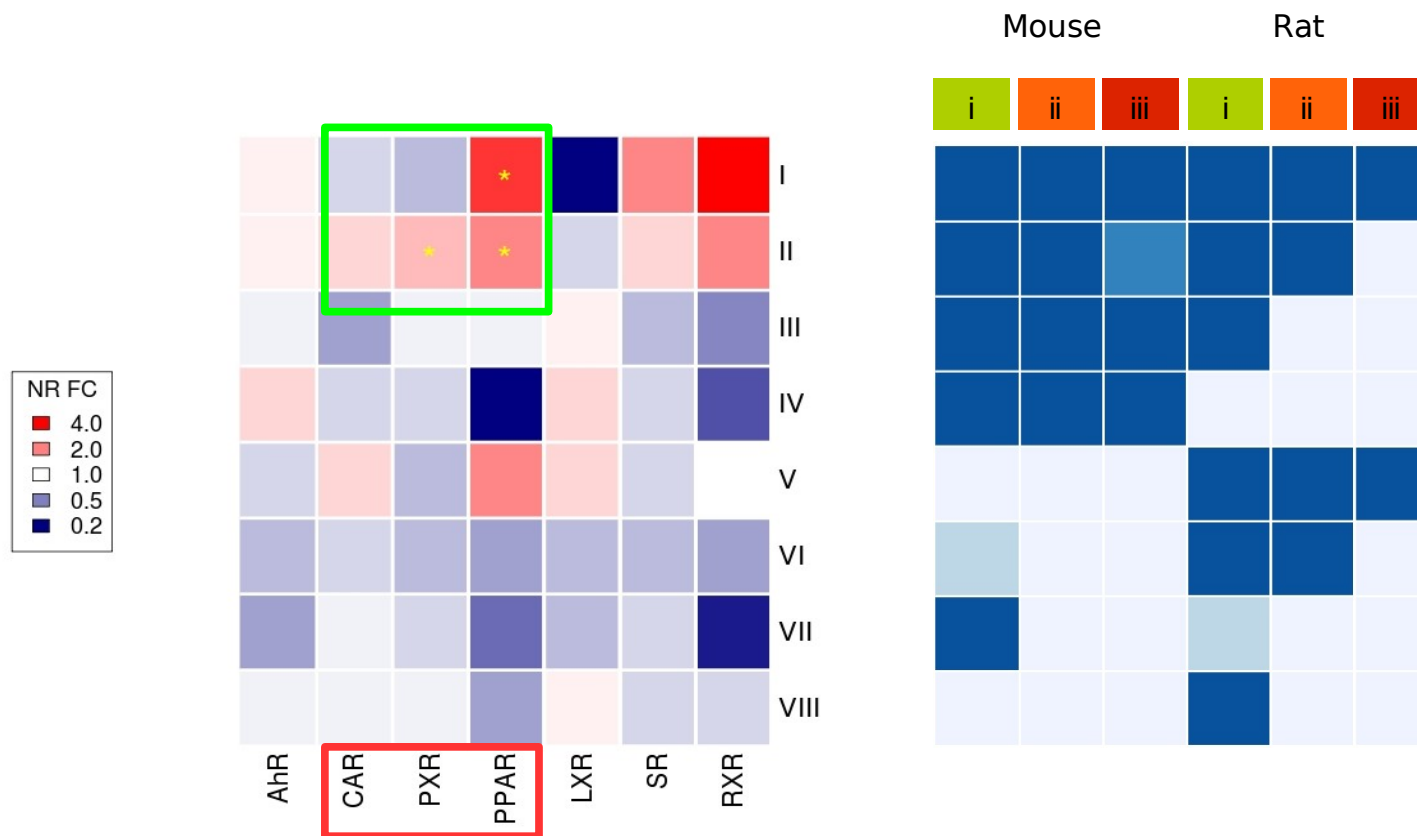 Mouse Rat
i ii iii i ii iii
* I
* * II
III
NR FC
4.0
2.0
1.0
0.5
0.2
IV
V
VI
VII
VIII
AhR CAR PXR PPAR LXR SR RXR